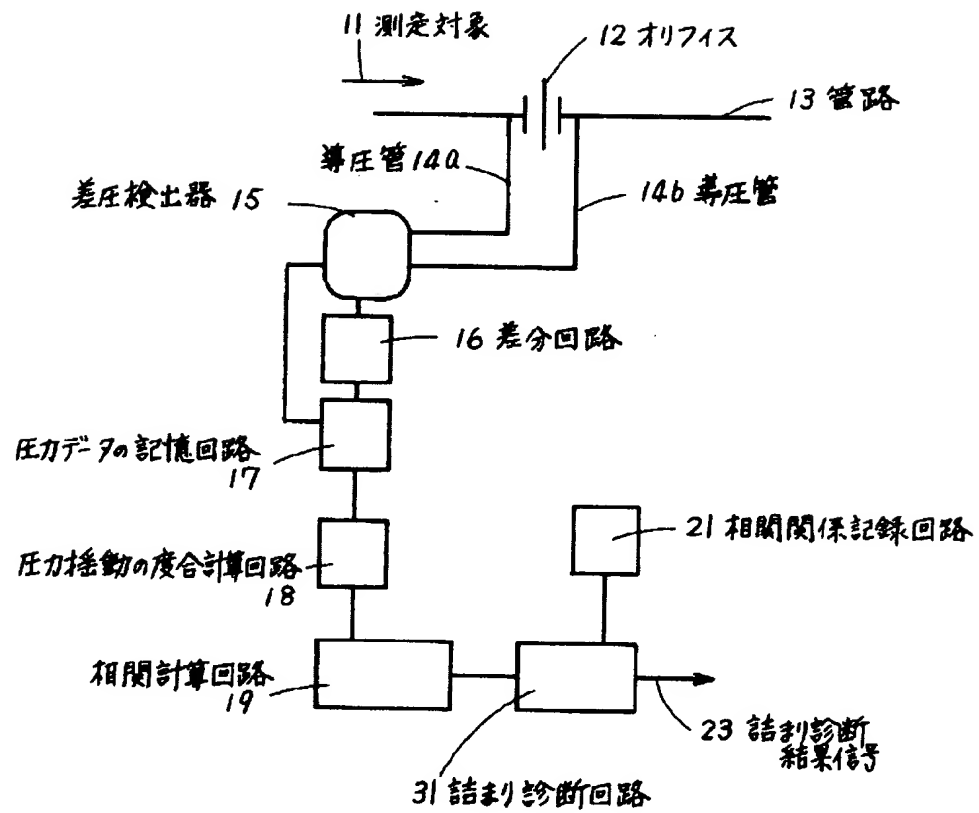 11 測定対象
12 オリフィス
13 管路
導圧管 14a
14b 導圧管
差圧検出器 15
16 差分回路
圧力データの記憶回路
17
21 相関関係記録回路
圧力揺動の度合計算回路
18
相関計算回路
19
23 詰まり診断
結果信号
31 詰まり診断回路